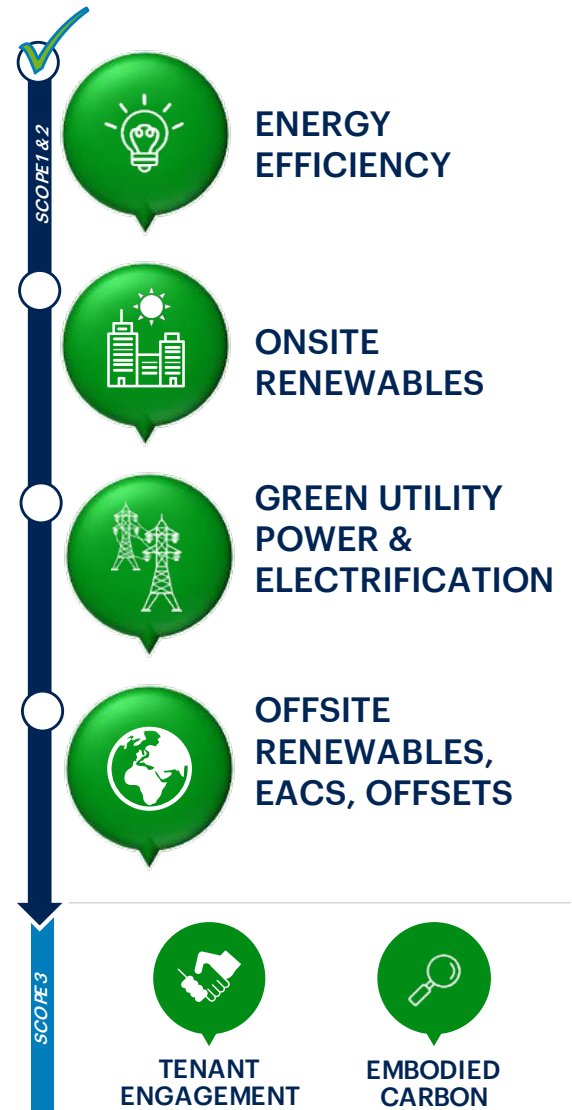 SCOPE 1 & 2
ENERGY
EFFICIENCY
ONSITE
RENEWABLES
GREEN UTILITY
POWER &
ELECTRIFICATION
OFFSITE
RENEWABLES,
EACS, OFFSETS
SCOPE 3
TENANT
ENGAGEMENT
EMBODIED
CARBON